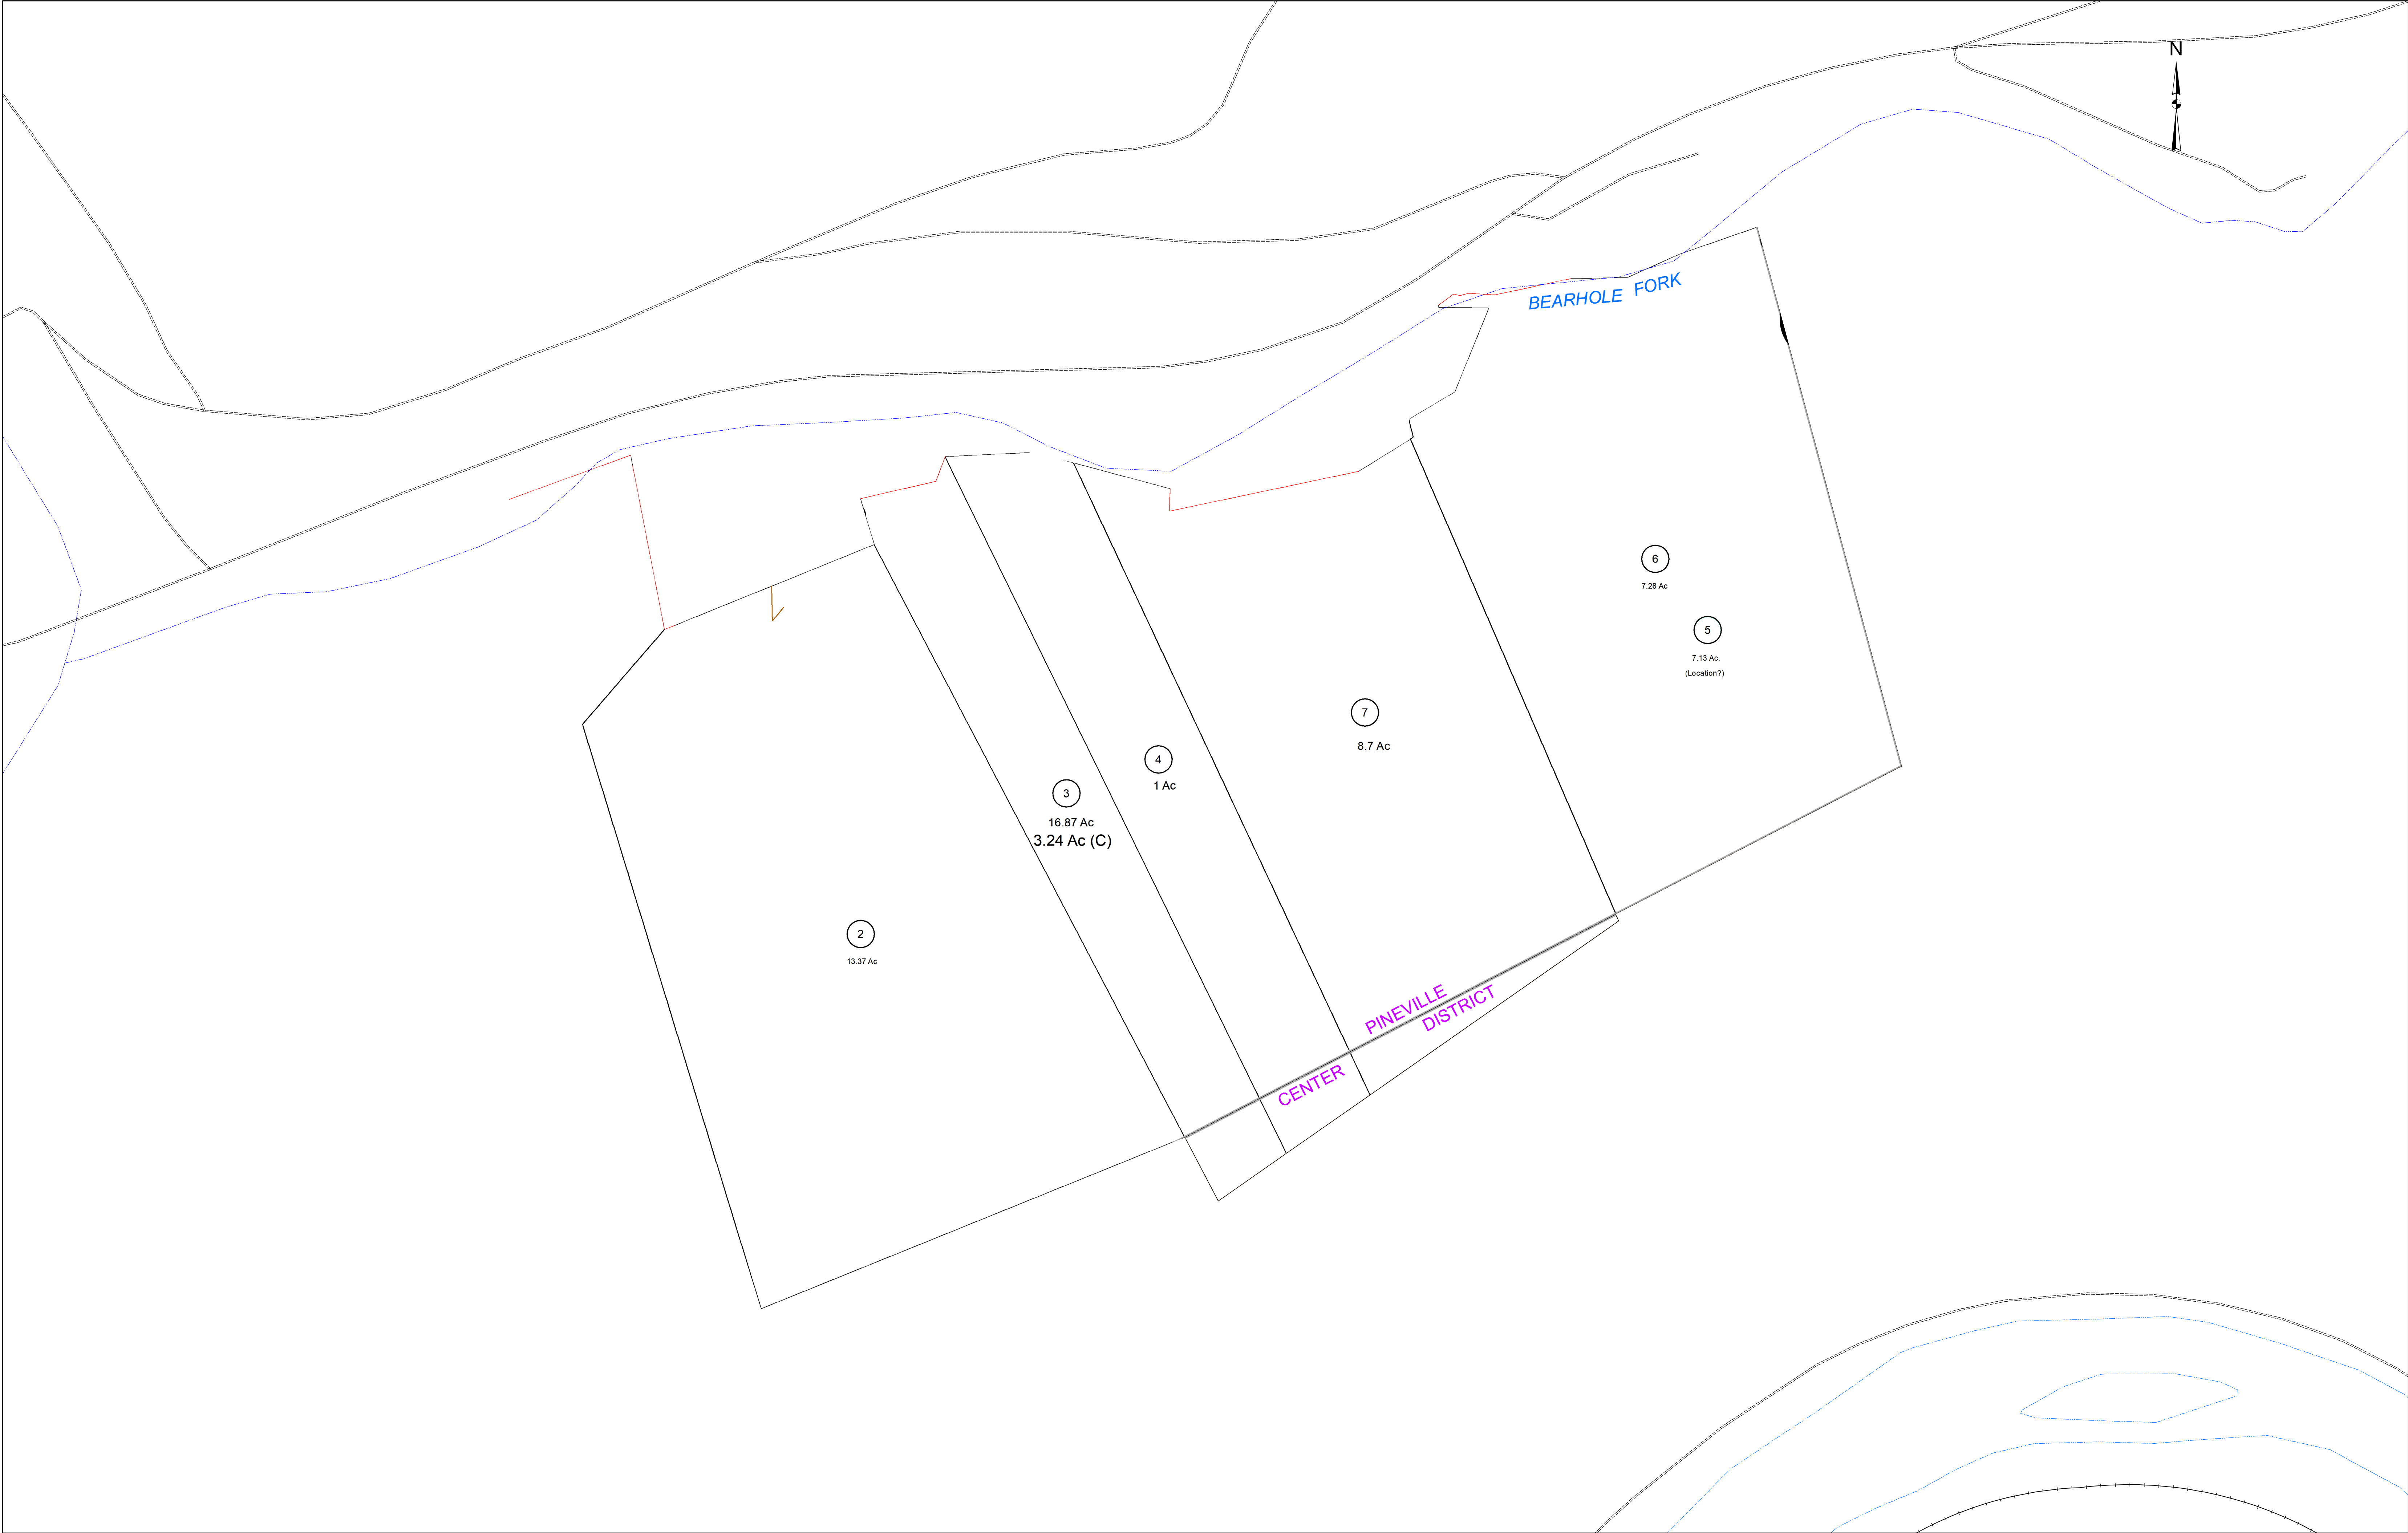 N
BEARHOLE FORK
6
7.28 Ac
5
7.13 Ac.
(Location?)
7
8.7 Ac
4
1 Ac
3
16.87 Ac
3.24 Ac (C)
2
13.37 Ac
PINEVILLE
DISTRICT
CENTER